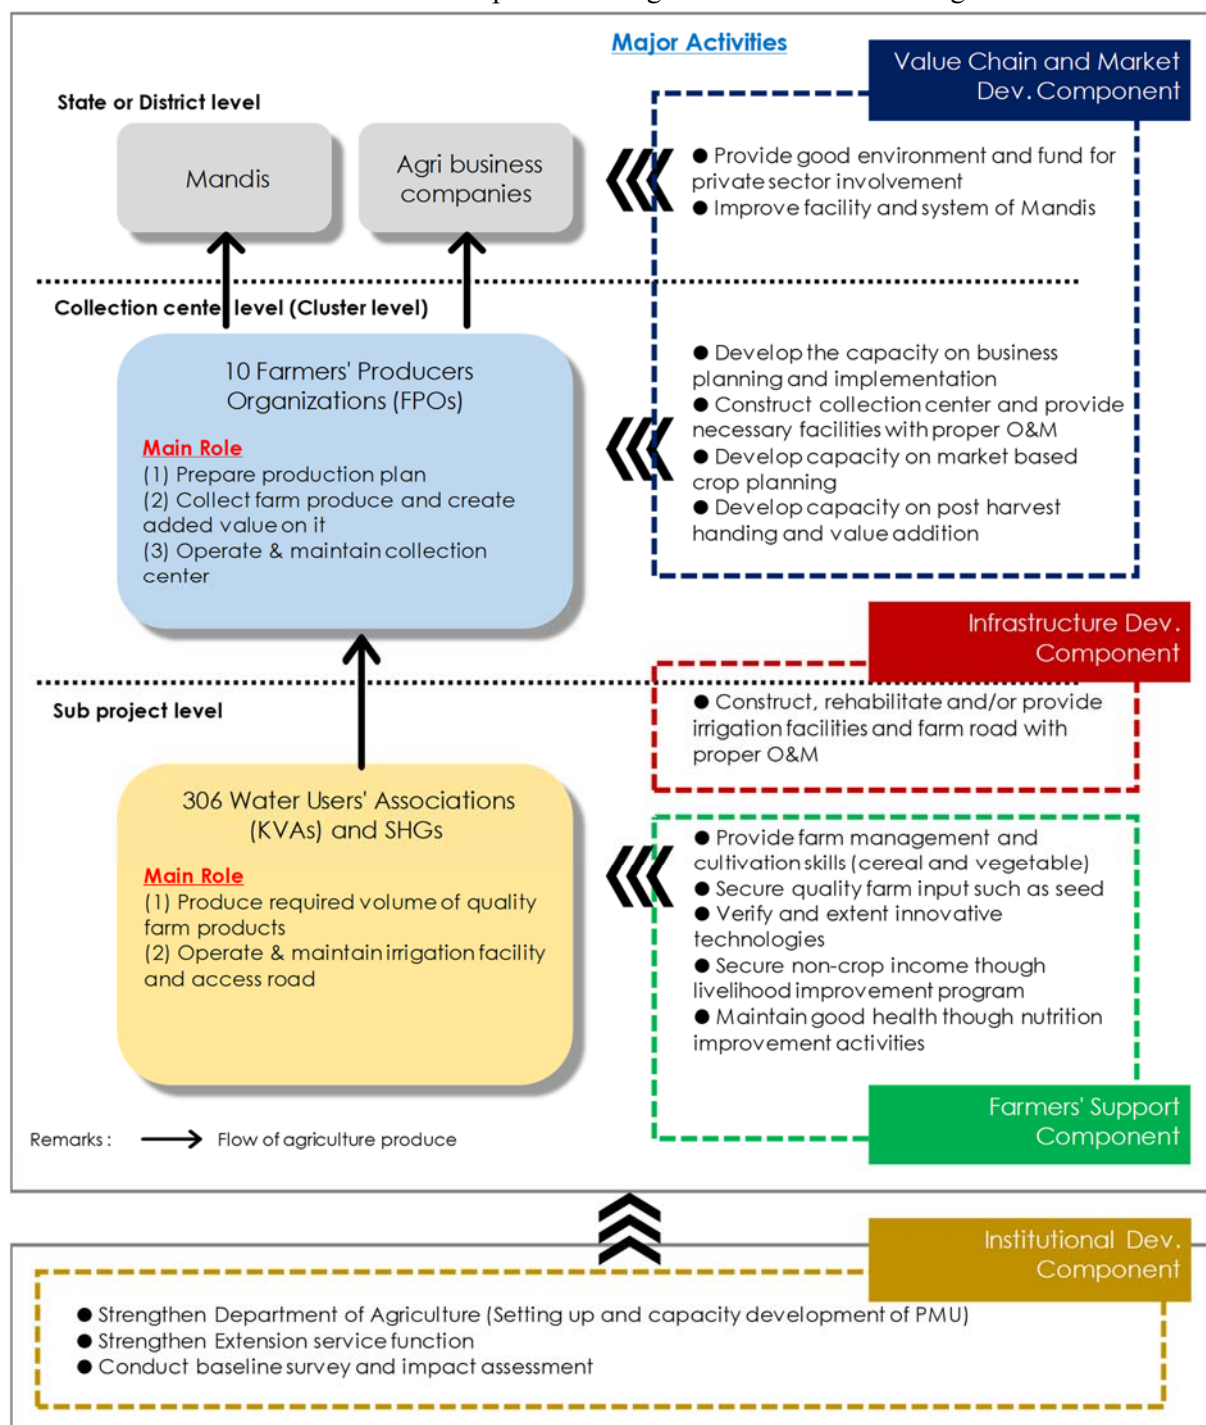 Major Activities
Value Chain and Market
Dev. Component
State or District level
Mandis
Agri business
companies
● Provide good environment and fund for
private sector involvement
● Improve facility and system of Mandis
Collection center level (Cluster level)
10 Farmers' Producers
Organizations (FPOs)
Main Role
(1) Prepare production plan
(2) Collect farm produce and create
added value on it
(3) Operate & maintain collection
center
● Develop the capacity on business
planning and implementation
● Construct collection center and provide
necessary facilities with proper O&M
● Develop capacity on market based
crop planning
● Develop capacity on post harvest
handing and value addition
Infrastructure Dev.
Component
Sub project level
● Construct, rehabilitate and/or provide
irrigation facilities and farm road with
proper O&M
306 Water Users' Associations
(KVAs) and SHGs
Main Role
(1) Produce required volume of quality
farm products
(2) Operate & maintain irrigation facility
and access road
● Provide farm management and
cultivation skills (cereal and vegetable)
● Secure quality farm input such as seed
● Verify and extent innovative
technologies
● Secure non-crop income though
livelihood improvement program
● Maintain good health though nutrition
improvement activities
Farmers' Support
Component
Remarks : Flow of agriculture produce
Institutional Dev.
Component
● Strengthen Department of Agriculture (Setting up and capacity development of PMU)
● Strengthen Extension service function
● Conduct baseline survey and impact assessment